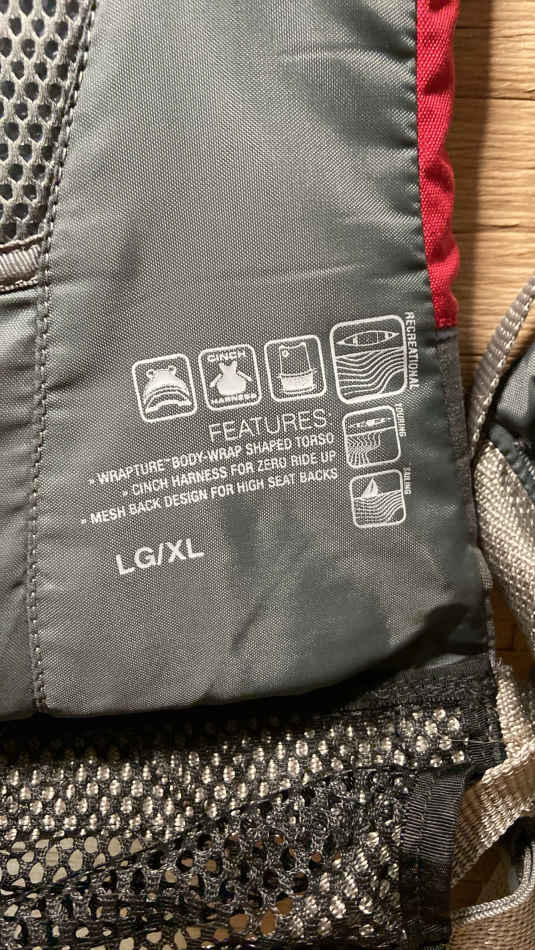 CINCH
HARNESS
RECREATIONAL
TOURING
SAILING
FEATURES:
» WRAPTURE™ BODY-WRAP SHAPED TORSO
» CINCH HARNESS FOR ZERO RIDE UP
» MESH BACK DESIGN FOR HIGH SEAT BACKS
LG/XL